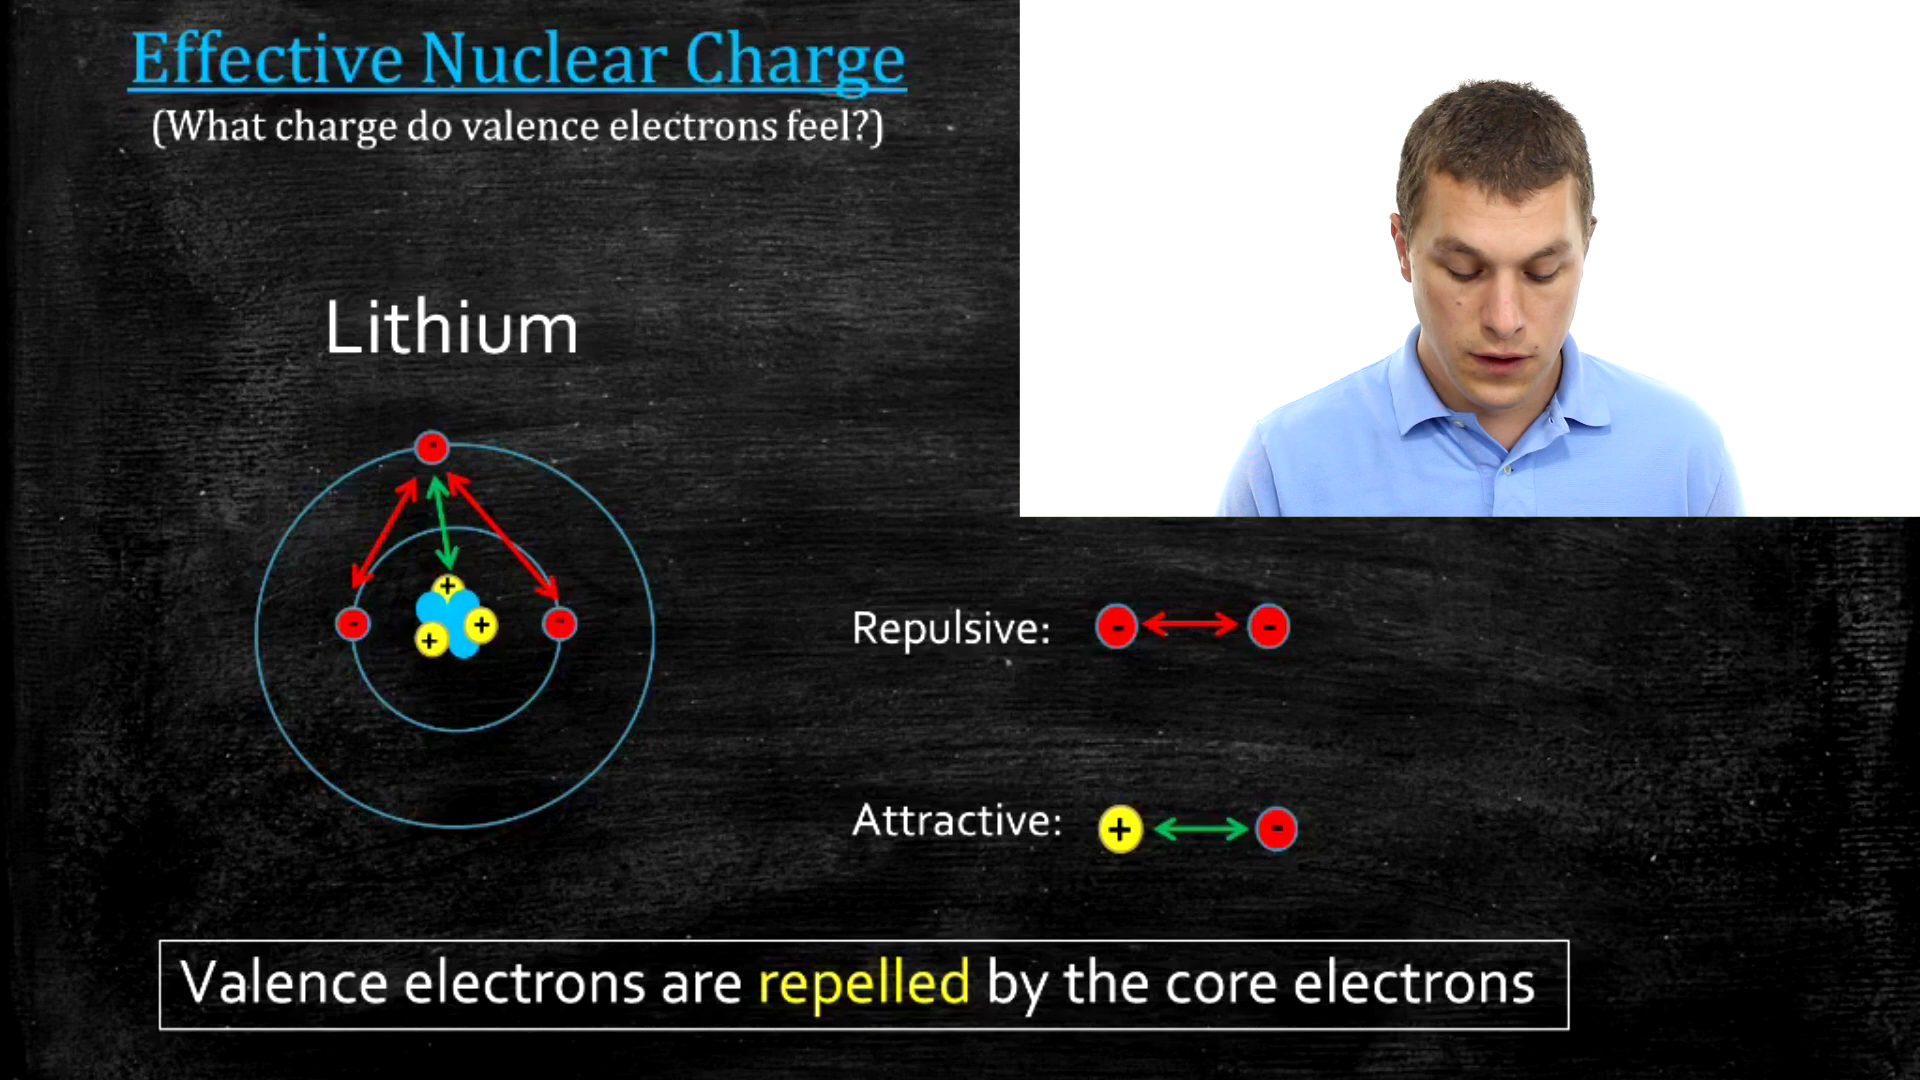 Effective Nuclear Charge
(What charge do valence electrons feel?)
Lithium
-
+
- + + -
Repulsive: - -
Attractive: + -
Valence electrons are repelled by the core electrons